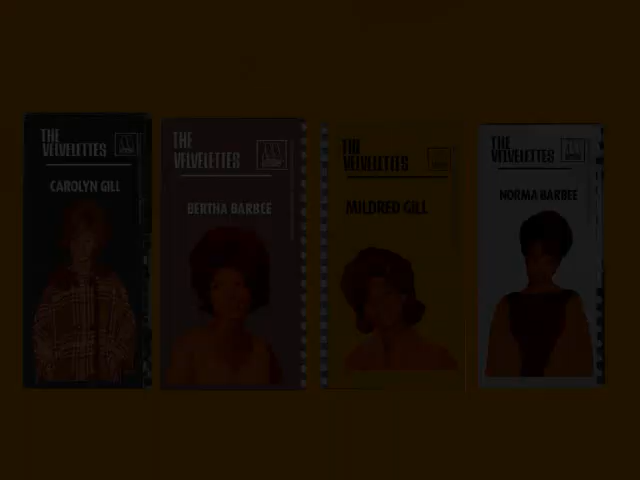 THE
VELVELETTES
CAROLYN GILL
THE
VELVELETTES
BERTHA BARBEE
THE
VELVELETTES
MILDRED GILL
THE
VELVELETTES
NORMA BARBEE